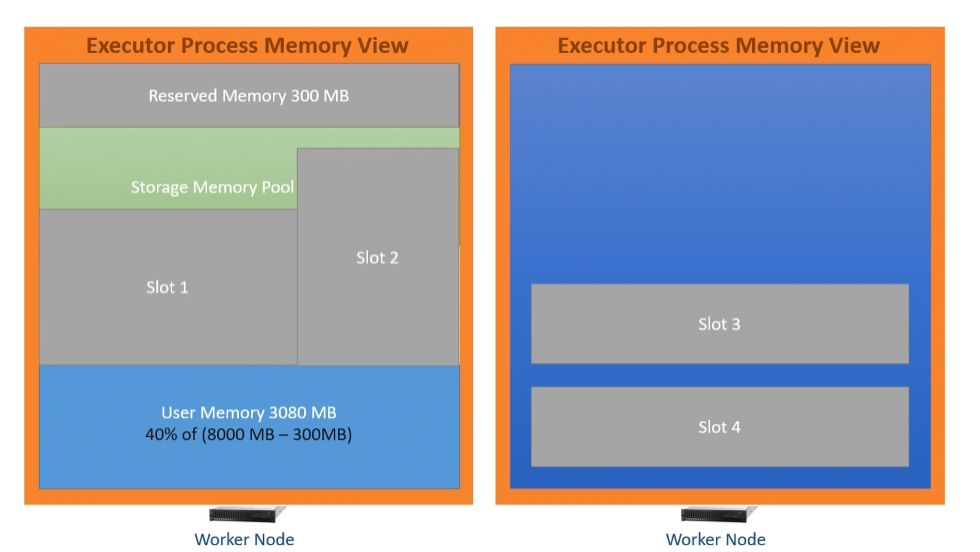 Executor Process Memory View
Reserved Memory 300 MB
Storage Memory Pool
Slot 1
Slot 2
User Memory 3080 MB
40% of (8000 MB – 300MB)
Worker Node
Executor Process Memory View
Slot 3
Slot 4
Worker Node